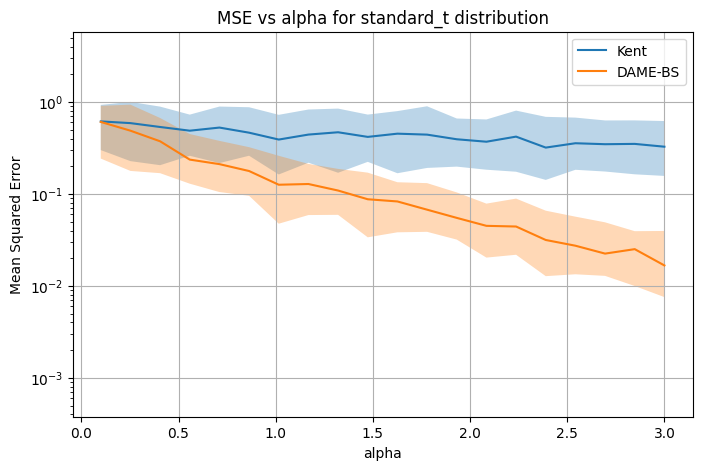 MSE vs alpha for standard_t distribution
Kent
DAME-BS
Mean Squared Error
10⁰
10⁻¹
10⁻²
10⁻³
0.0 0.5 1.0 1.5 2.0 2.5 3.0
alpha